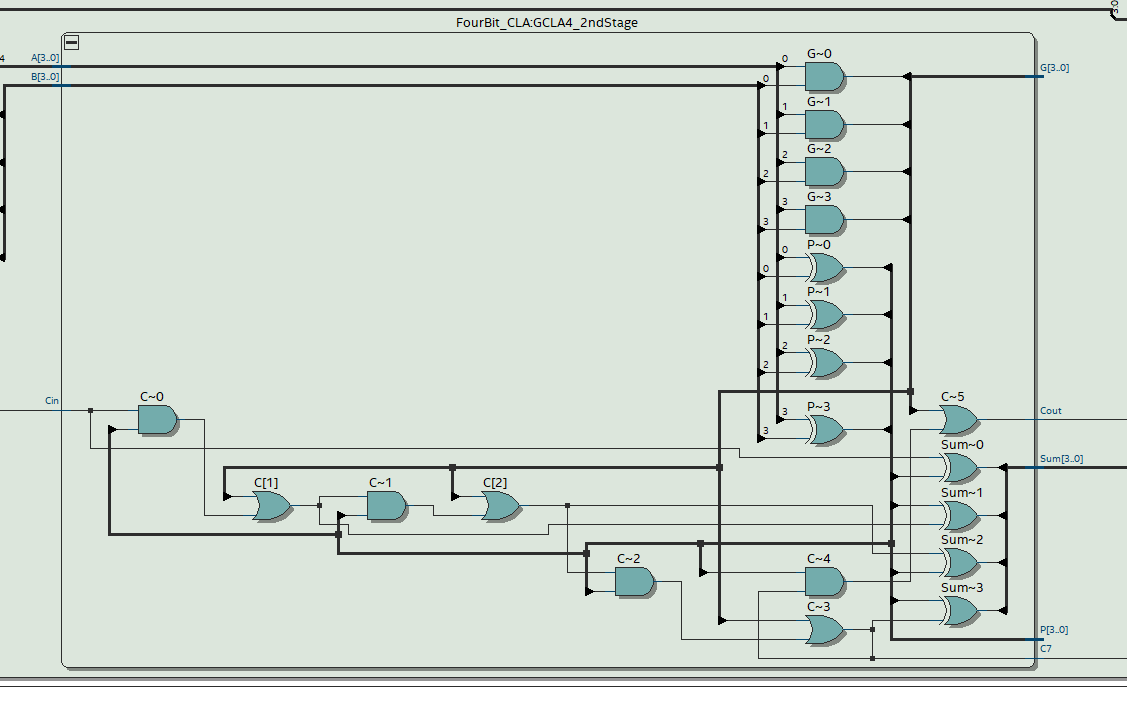 3:0
FourBit_CLA:GCLA4_2ndStage
4
A[3..0]
B[3..0]
0
0
G~0
G[3..0]
1
1
G~1
2
2
G~2
3
3
G~3
0
0
P~0
1
1
P~1
2
2
P~2
3
3
P~3
Cin
C~0
C~5
Cout
Sum~0
Sum[3..0]
C[1]
C~1
C[2]
Sum~1
Sum~2
C~2
C~4
Sum~3
C~3
P[3..0]
C7